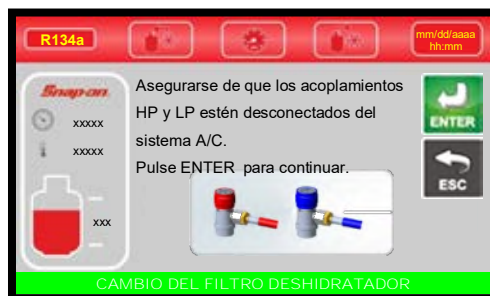 R134a
mm/dd/aaaa
hh:mm
Snap-on
xxxxx
xxxxx
xxx
Asegurarse de que los acoplamientos
HP y LP estén desconectados del
sistema A/C.
Pulse ENTER para continuar.
ENTER
ESC
CAMBIO DEL FILTRO DESHIDRATADOR